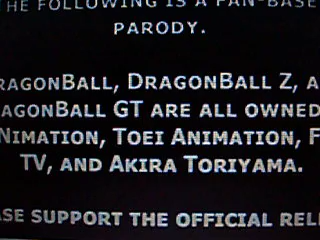 THE FOLLOWING IS A FAN-BASE
PARODY.
RAGONBALL, DRAGONBALL Z, A
AGONBALL GT ARE ALL OWNED
NIMATION, TOEI ANIMATION, F
TV, AND AKIRA TORIYAMA.
ASE SUPPORT THE OFFICIAL REL